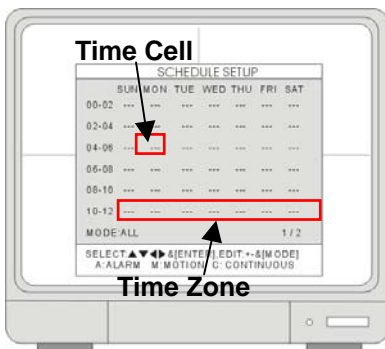 Time Cell
SCHEDULE SETUP
SUN MON TUE WED THU FRI SAT
00-02 --- --- --- --- --- --- ---
02-04 --- --- --- --- --- --- ---
04-06 --- --- --- --- --- --- ---
06-08 --- --- --- --- --- --- ---
08-10 --- --- --- --- --- --- ---
10-12 --- --- --- --- --- --- ---
MODE:ALL 1 / 2
SELECT▲▼◀▶&[ENTER],EDIT:+-&[MODE]
A:ALARM M:MOTION C: CONTINUOUS
Time Zone